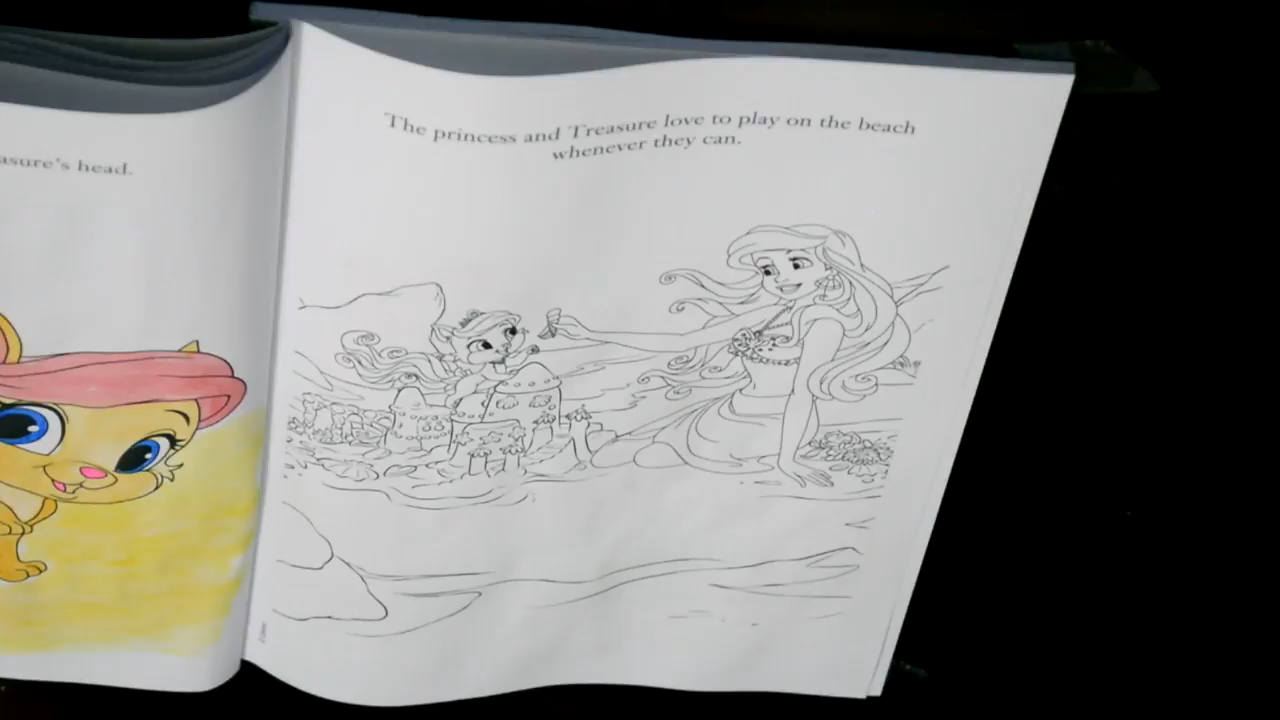 asure's head.
The princess and Treasure love to play on the beach
whenever they can.